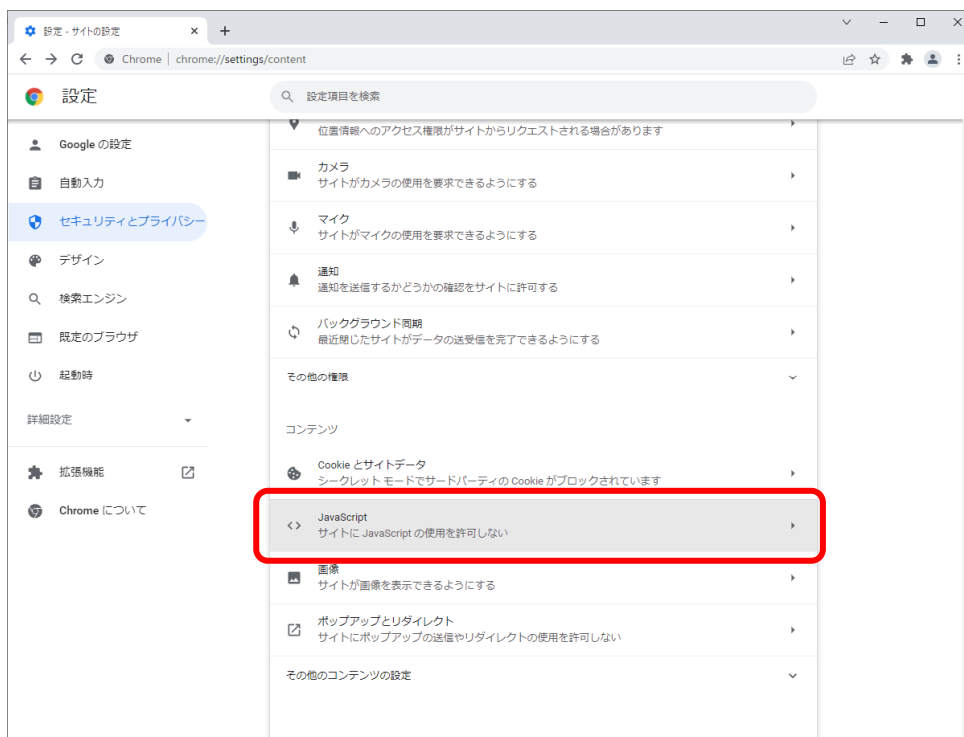 設定 - サイトの設定
Chrome | chrome://settings/content
設定
設定項目を検索
Google の設定
自動入力
セキュリティとプライバシー
デザイン
検索エンジン
既定のブラウザ
起動時
詳細設定
拡張機能
Chrome について
位置情報へのアクセス権限がサイトからリクエストされる場合があります
カメラ
サイトがカメラの使用を要求できるようにする
マイク
サイトがマイクの使用を要求できるようにする
通知
通知を送信するかどうかの確認をサイトに許可する
バックグラウンド同期
最近閉じたサイトがデータの送受信を完了できるようにする
その他の権限
コンテンツ
Cookie とサイトデータ
シークレット モードでサードパーティの Cookie がブロックされています
JavaScript
サイトに JavaScript の使用を許可しない
画像
サイトが画像を表示できるようにする
ポップアップとリダイレクト
サイトにポップアップの送信やリダイレクトの使用を許可しない
その他のコンテンツの設定